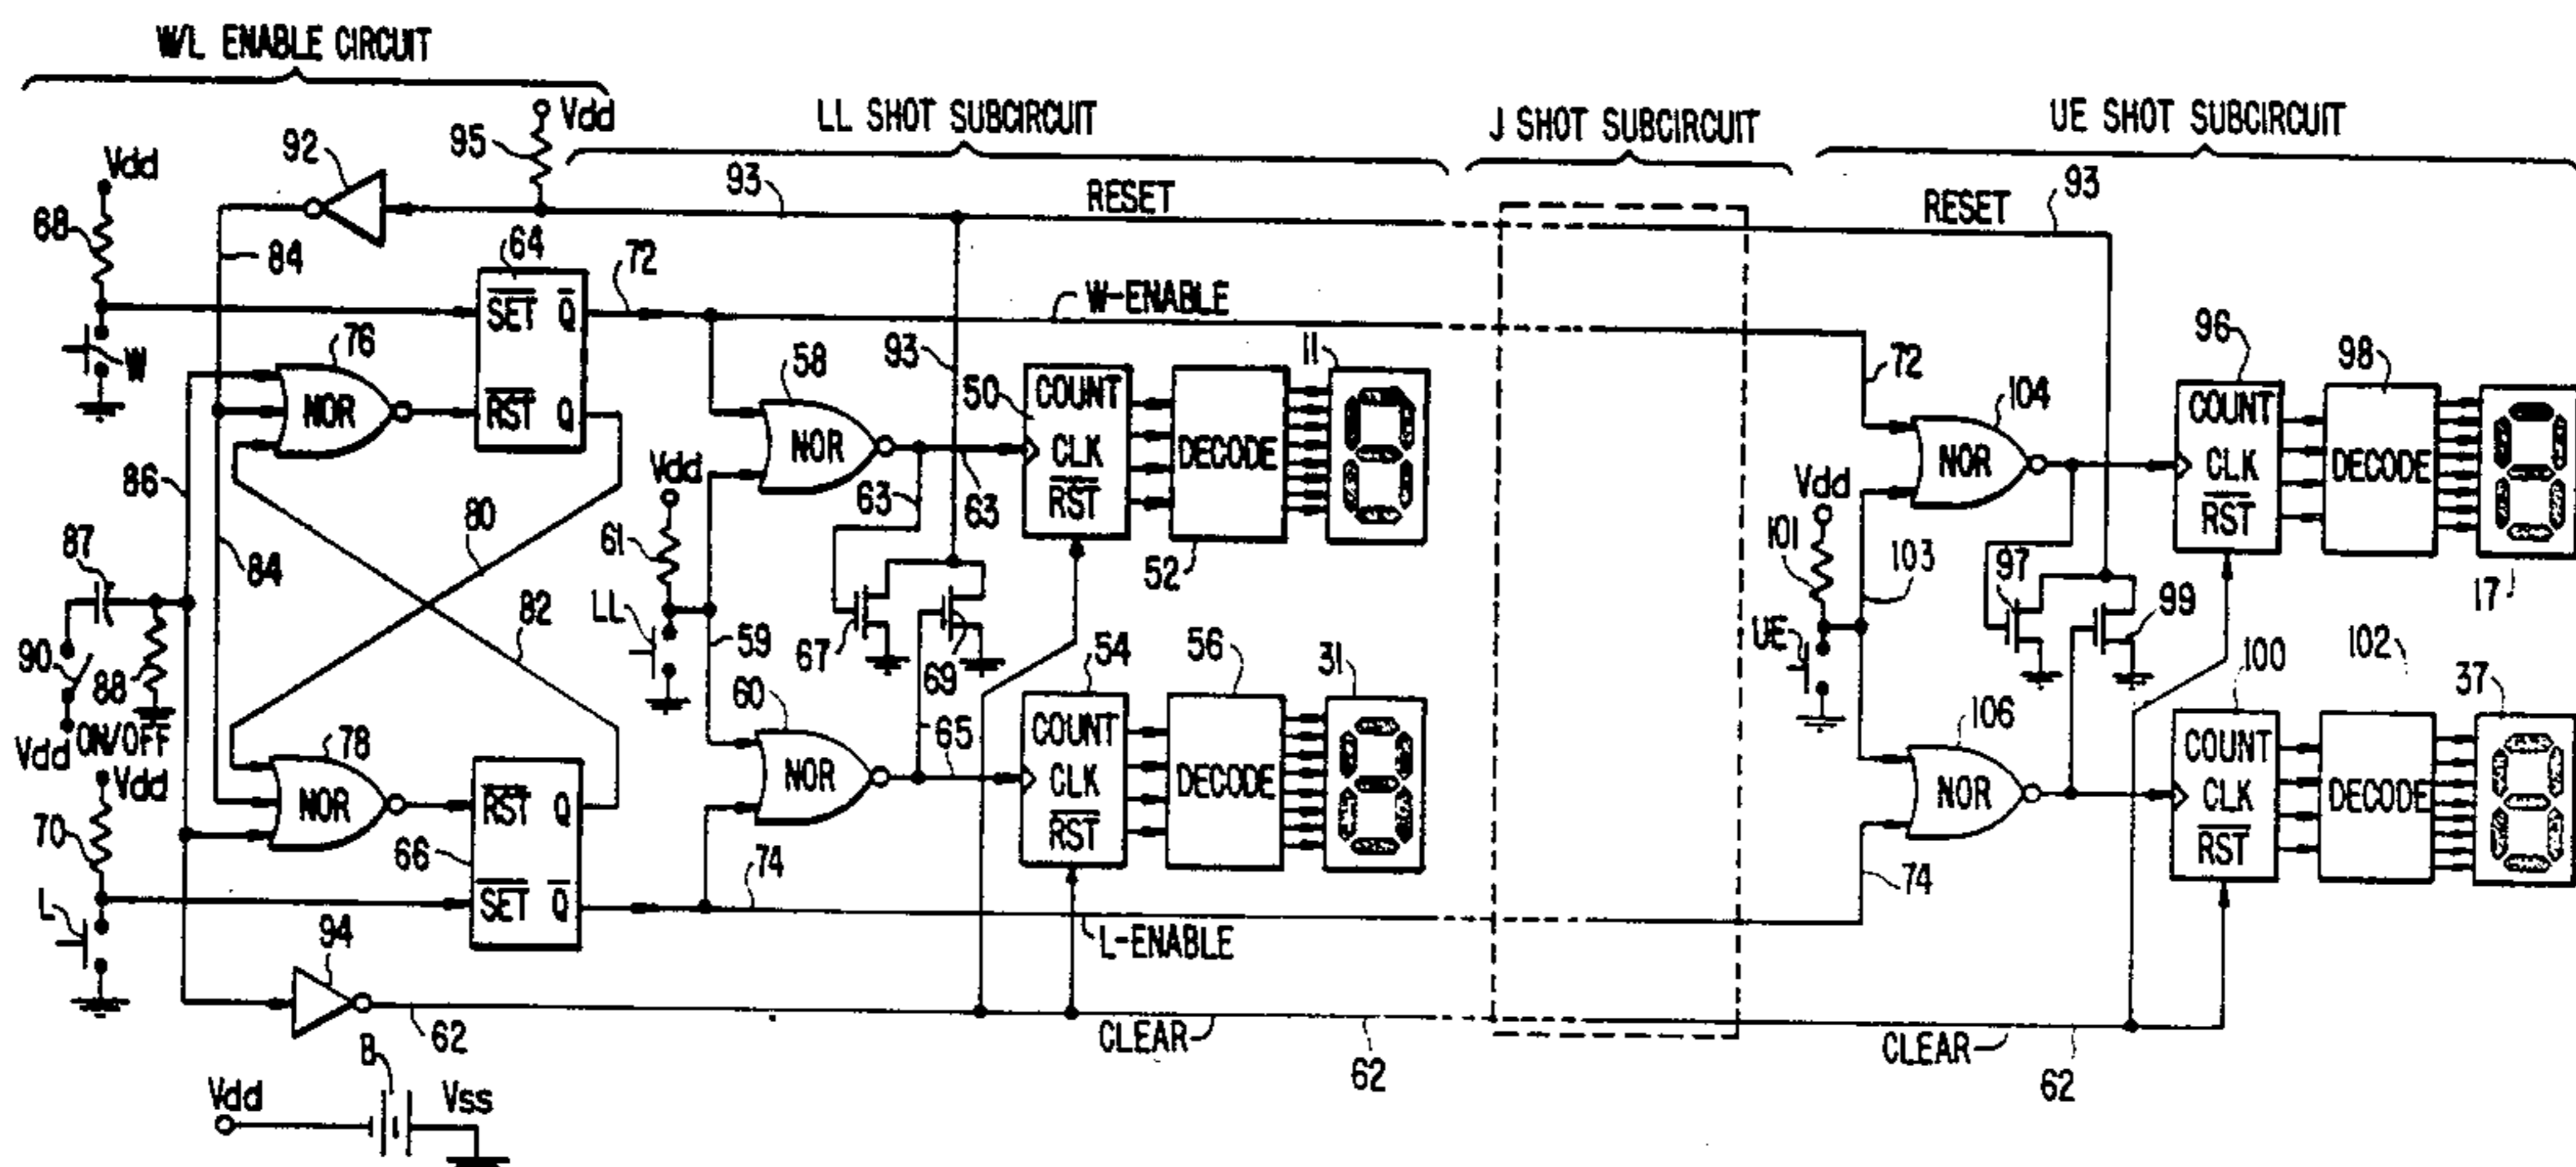 W/L ENABLE CIRCUIT
LL SHOT SUBCIRCUIT
J SHOT SUBCIRCUIT
UE SHOT SUBCIRCUIT
Vdd
95
92
Vdd
68
84
93
RESET
RESET
93
64
72
SET Q̅
RST Q
W-ENABLE
W
76
NOR
86
84
80
82
87
88
90
ON/OFF
Vdd
58
NOR
93
50
COUNT
CLK
RST
DECODE
52
11
63
63
Vdd
61
LL
59
67
69
72
104
NOR
96
COUNT
CLK
RST
98
DECODE
17
Vdd
101
103
UE
97
99
Vdd
70
L
78
NOR
66
RST Q
SET Q̅
94
60
NOR
65
74
54
COUNT
CLK
RST
56
DECODE
31
106
NOR
74
100
COUNT
CLK
RST
102
DECODE
37
L-ENABLE
62
CLEAR
62
CLEAR
62
B
Vdd
Vss